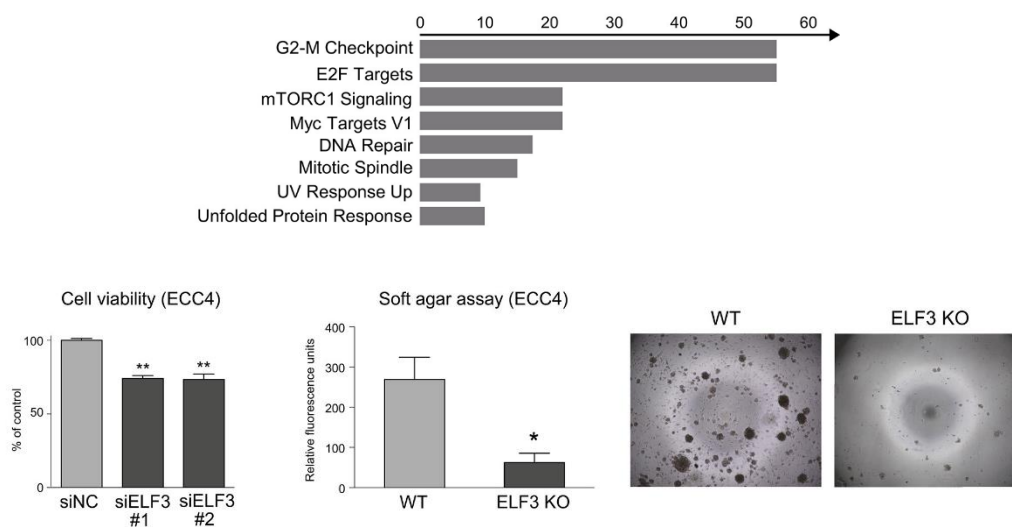 0 10 20 30 40 50 60
G2-M Checkpoint
E2F Targets
mTORC1 Signaling
Myc Targets V1
DNA Repair
Mitotic Spindle
UV Response Up
Unfolded Protein Response
Cell viability (ECC4)
% of control
100
50
0
**
**
siNC
siELF3
#1
siELF3
#2
Soft agar assay (ECC4)
Relative fluorescence units
400
300
200
100
0
*
WT
ELF3 KO
WT
ELF3 KO